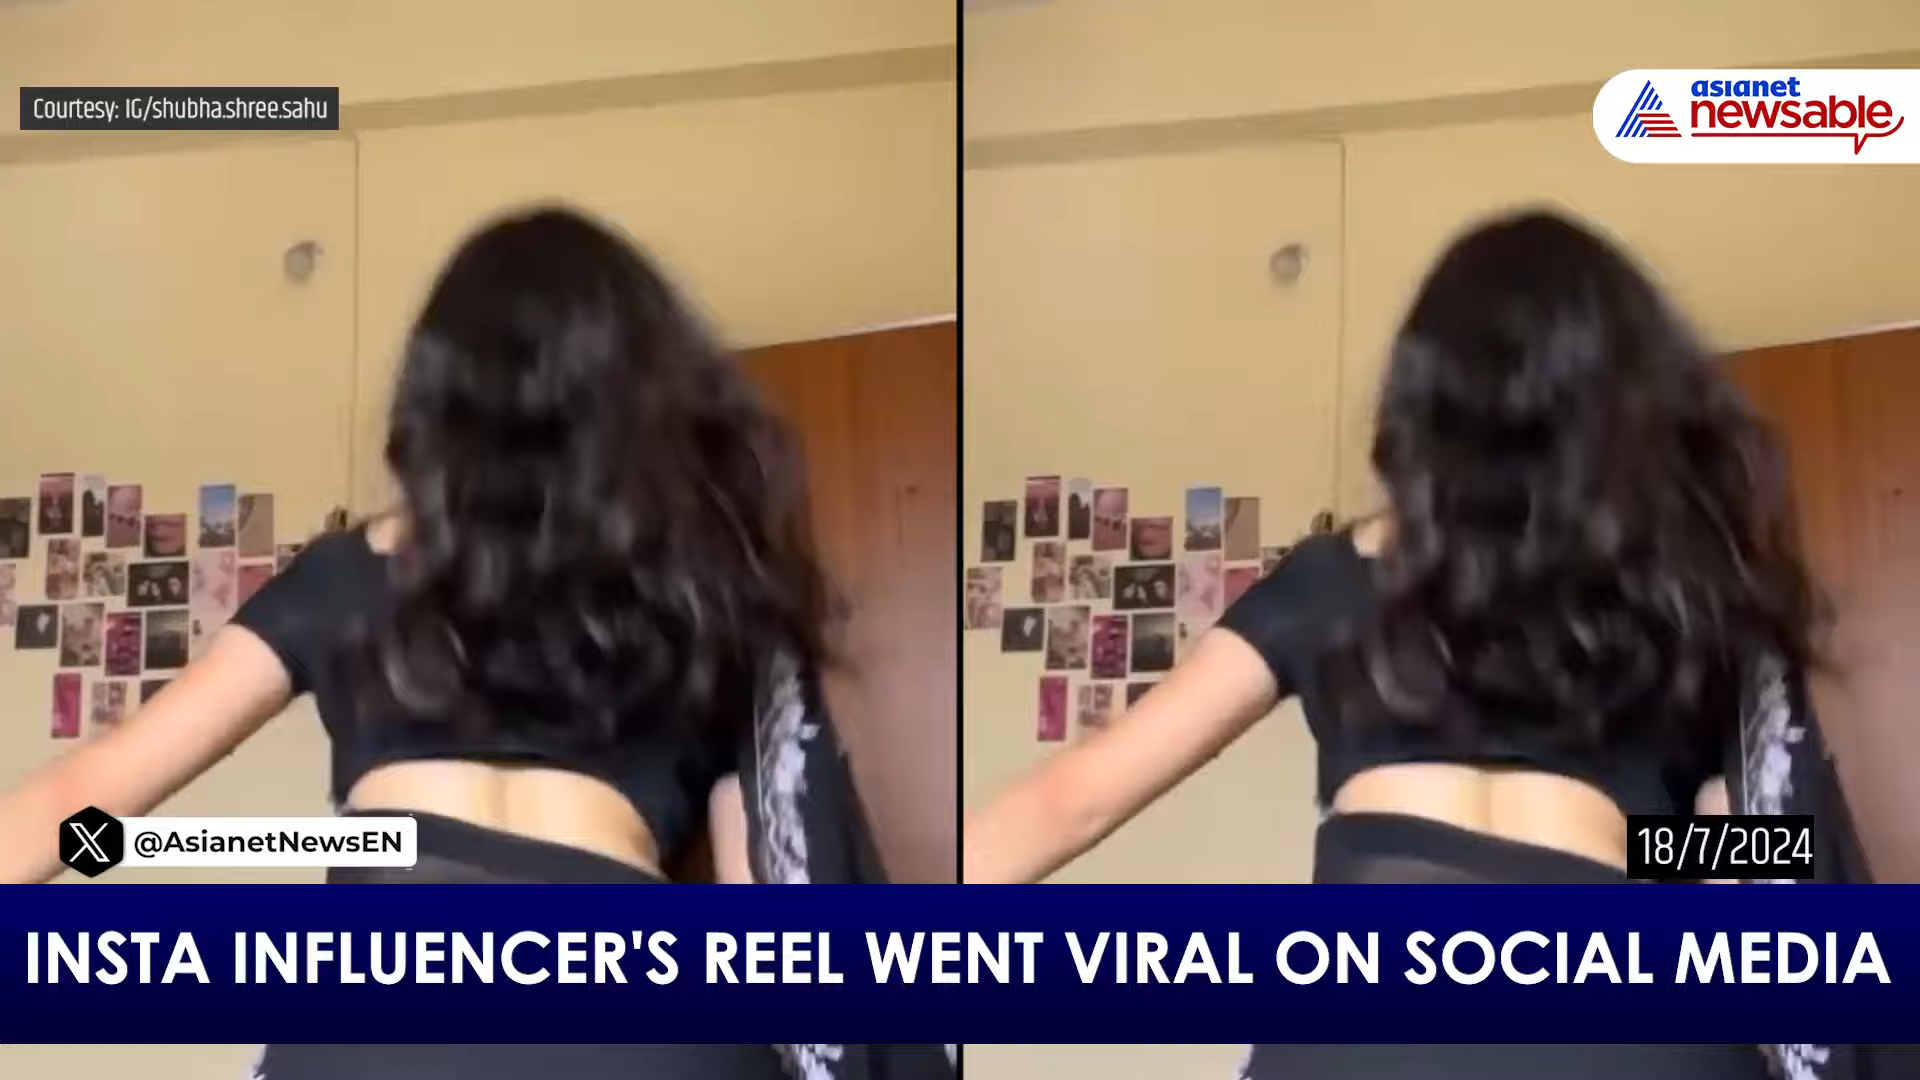 Courtesy: IG/shubha.shree.sahu
asianet
newsable
@AsianetNewsEN
18/7/2024
INSTA INFLUENCER'S REEL WENT VIRAL ON SOCIAL MEDIA